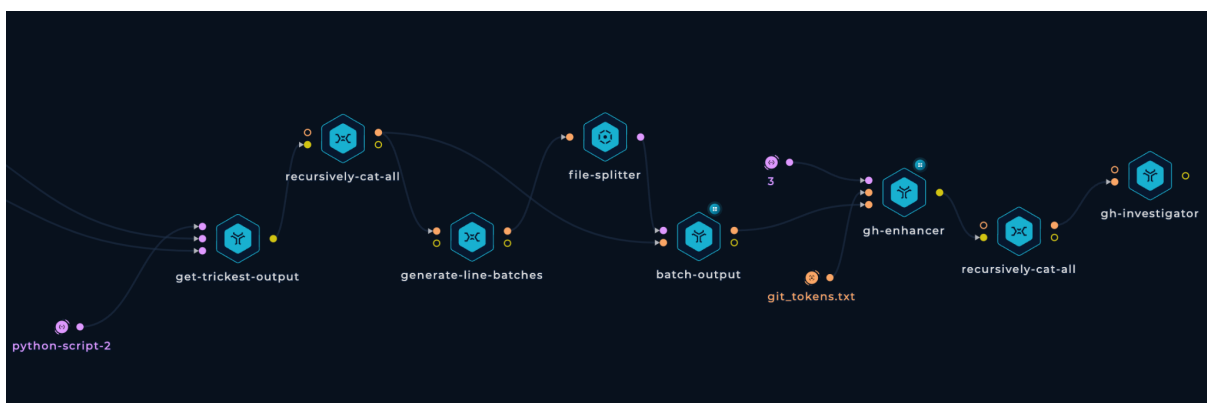 recursively-cat-all
file-splitter
3
gh-investigator
gh-enhancer
get-trickest-output
generate-line-batches
batch-output
recursively-cat-all
git_tokens.txt
python-script-2